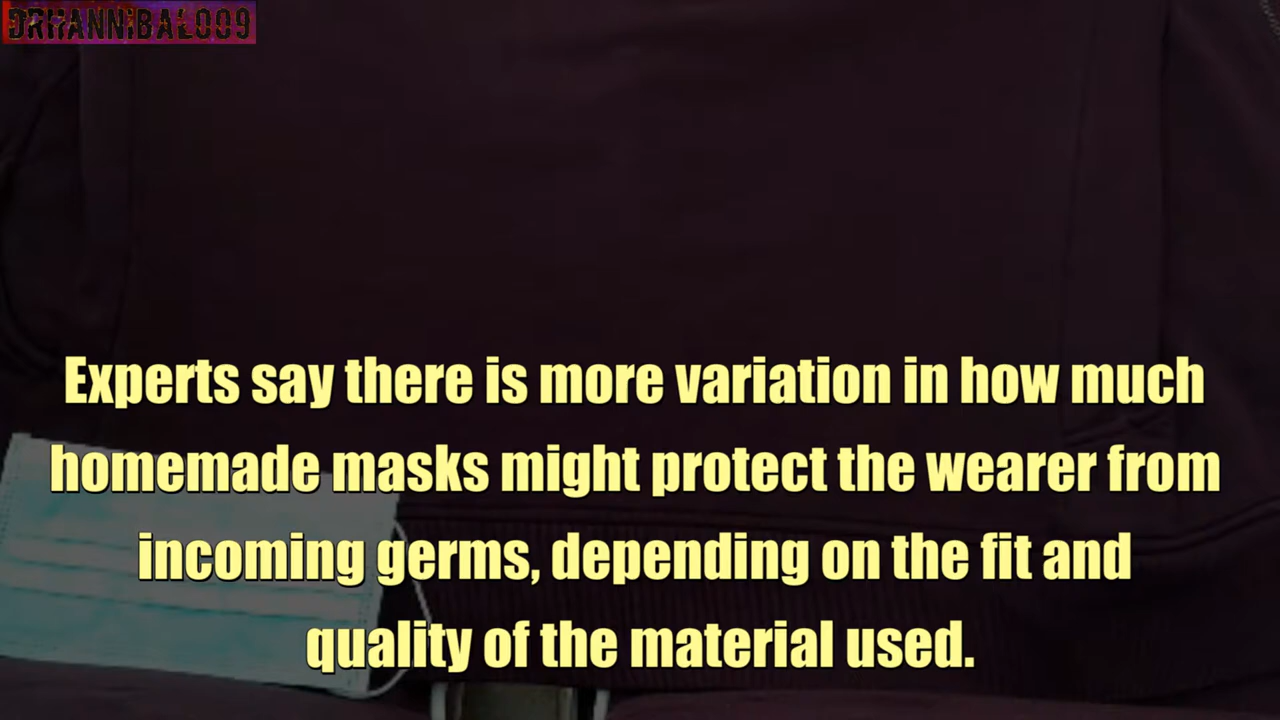 DRHANNiBAL009
Experts say there is more variation in how much
homemade masks might protect the wearer from
incoming germs, depending on the fit and
quality of the material used.